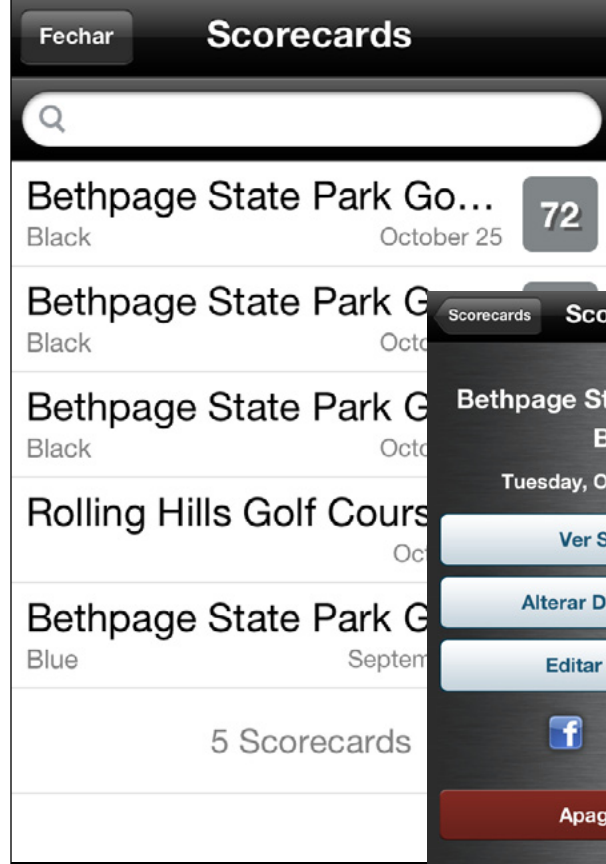 Fechar Scorecards
Bethpage State Park Go... 72
Black October 25
Bethpage State Park G
Black Octo
Bethpage State Park G
Black Octo
Rolling Hills Golf Cours
Oc
Bethpage State Park G
Blue Septem
5 Scorecards
Scorecards Sco
Bethpage St
B
Tuesday, O
Ver S
Alterar D
Editar
f
Apag